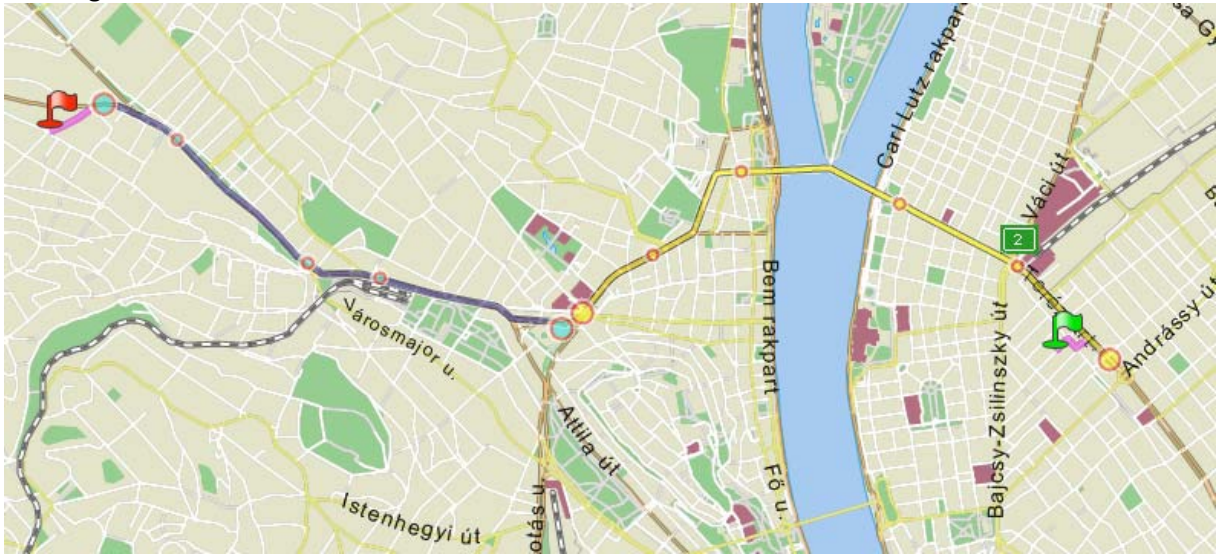 Carl Lutz rakpart
Váci út
2
Andrássy út
Bem rakpart
Városmajor u.
Attila út
Bajcsy-Zsilinszky út
Fő u.
Istenhegyi út
otás u.